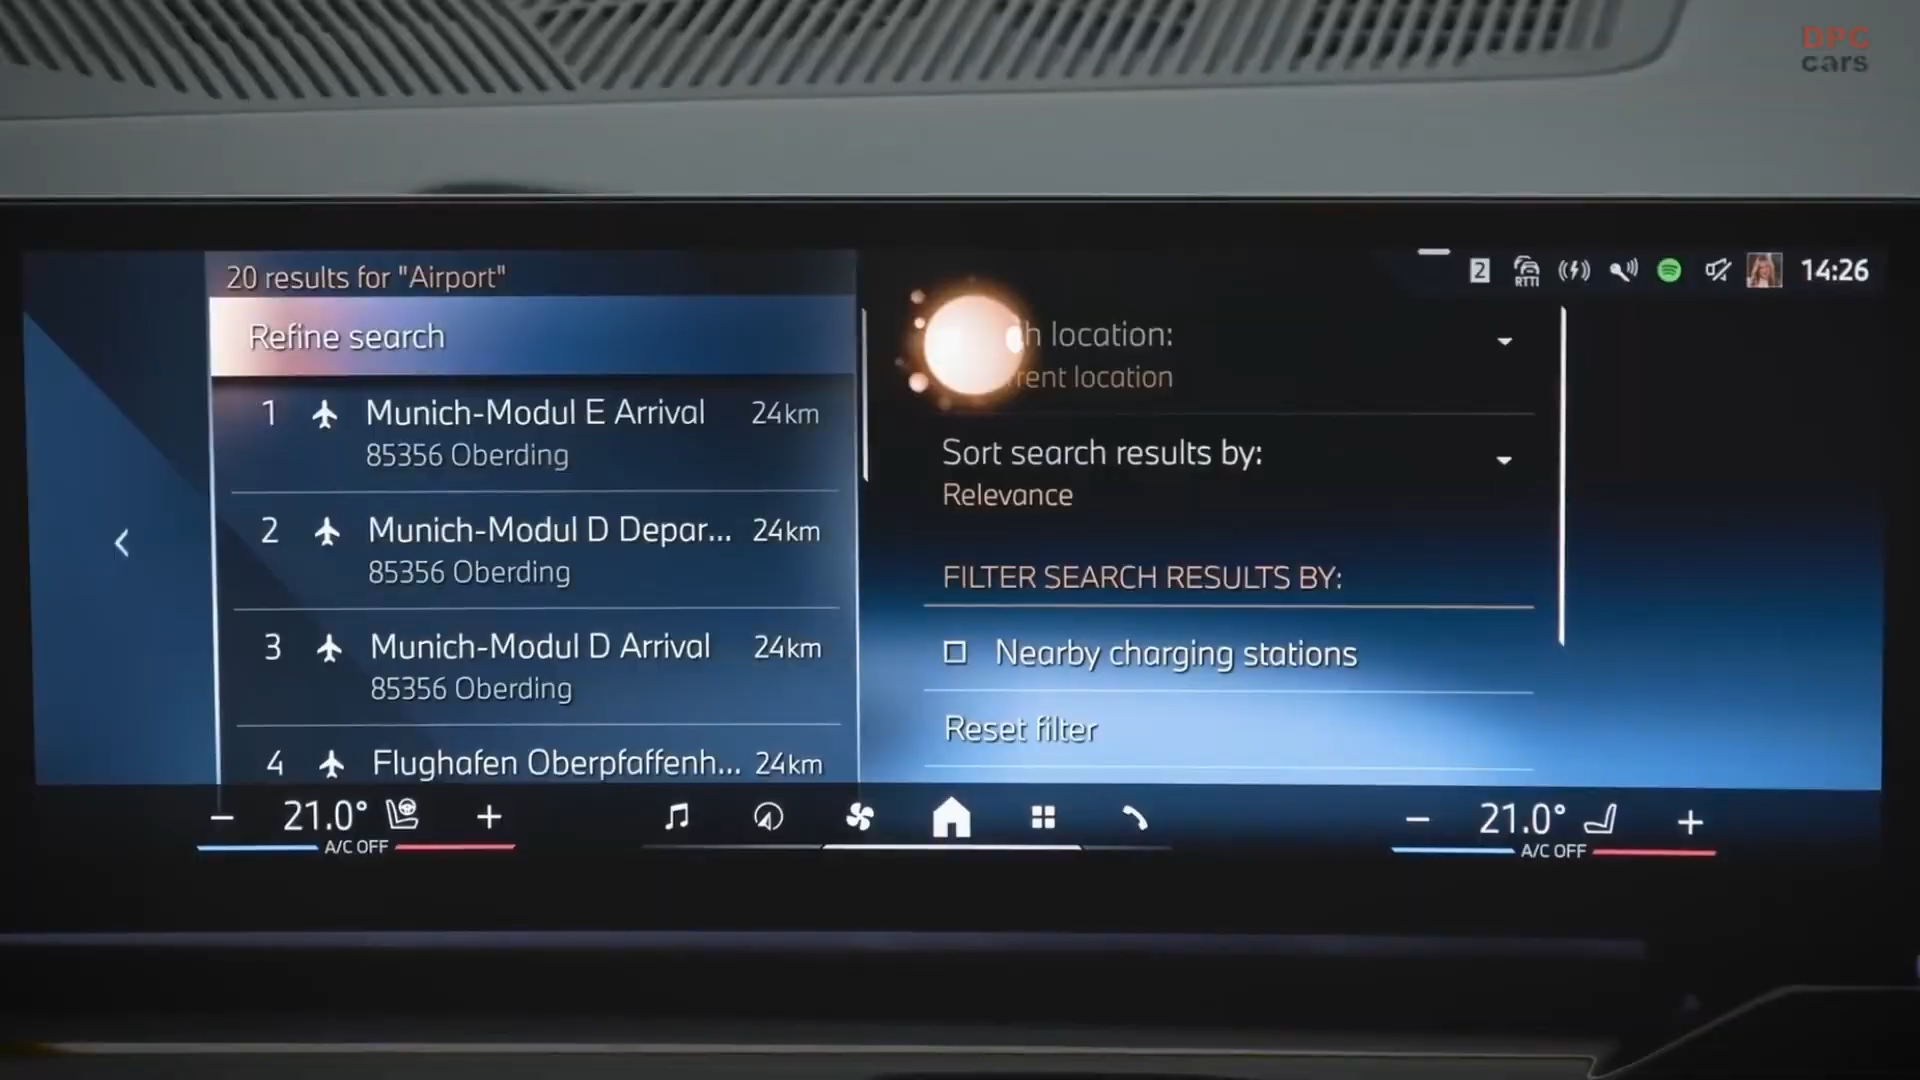 DPC
cars
20 results for "Airport"
2
RTTI
14:26
Refine search
1 Munich-Modul E Arrival 24km
85356 Oberding
2 Munich-Modul D Depar... 24km
85356 Oberding
3 Munich-Modul D Arrival 24km
85356 Oberding
4 Flughafen Oberpfaffenh... 24km
location:
location
Sort search results by:
Relevance
FILTER SEARCH RESULTS BY:
Nearby charging stations
Reset filter
− 21.0° +
A/C OFF
− 21.0° +
A/C OFF